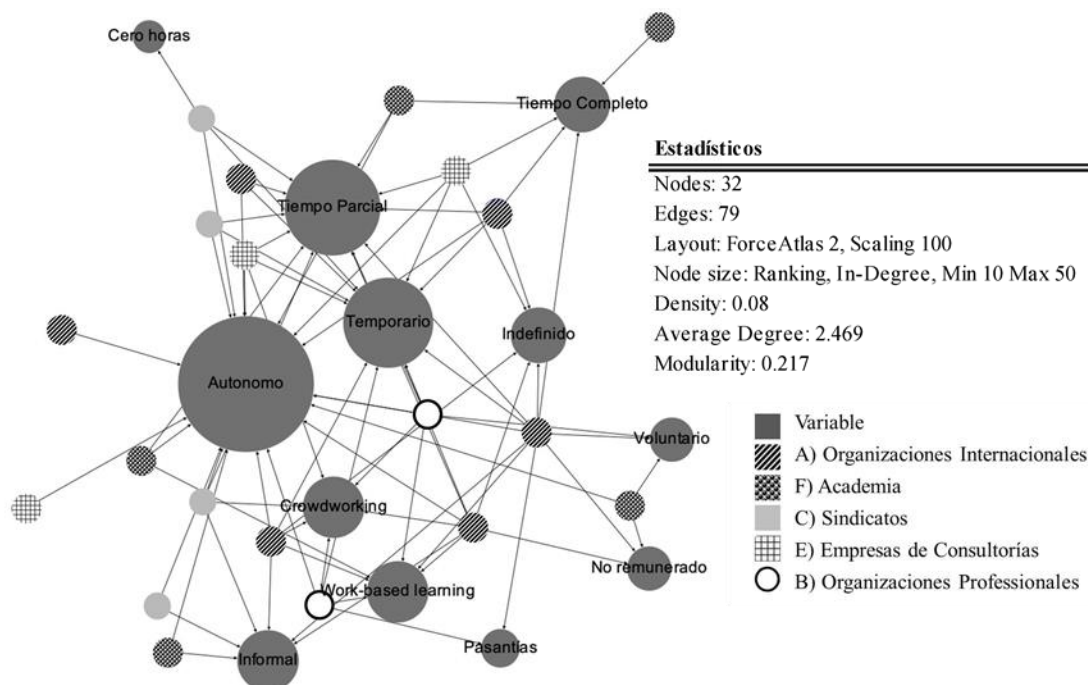 Cero horas
Tiempo Completo
Tiempo Parcial
Temporario
Indefinido
Autonomo
Voluntario
Crowdworking
No remunerado
Work-based learning
Pasantías
Informal
Estadísticos
Nodes: 32
Edges: 79
Layout: ForceAtlas 2, Scaling 100
Node size: Ranking, In-Degree, Min 10 Max 50
Density: 0.08
Average Degree: 2.469
Modularity: 0.217
Variable
A) Organizaciones Internacionales
F) Academia
C) Sindicatos
E) Empresas de Consultorías
B) Organizaciones Professionales